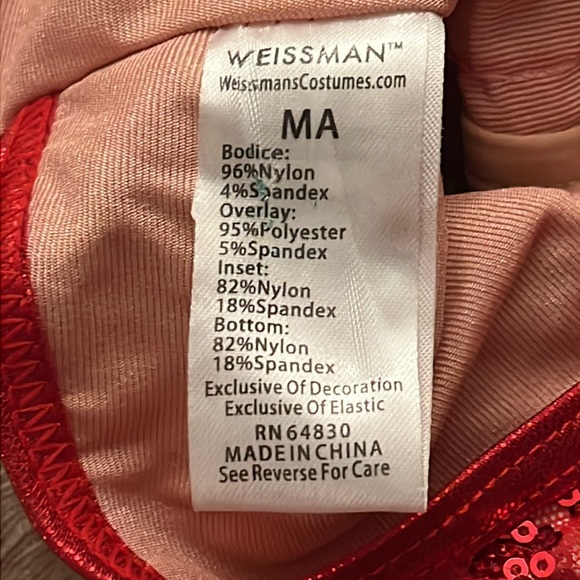 WEISSMAN™
WeissmansCostumes.com
MA
Bodice:
96%Nylon
4%Spandex
Overlay:
95%Polyester
5%Spandex
Inset:
82%Nylon
18%Spandex
Bottom:
82%Nylon
18%Spandex
Exclusive Of Decoration
Exclusive Of Elastic
RN 64830
MADE IN CHINA
See Reverse For Care